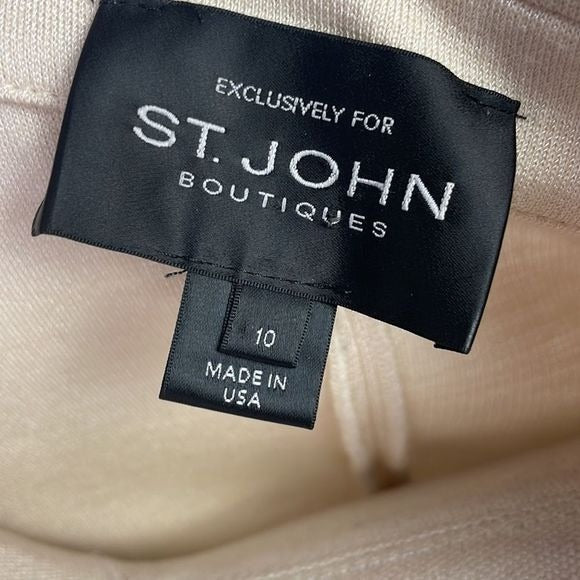 EXCLUSIVELY FOR
ST. JOHN
BOUTIQUES
10
MADE IN
USA